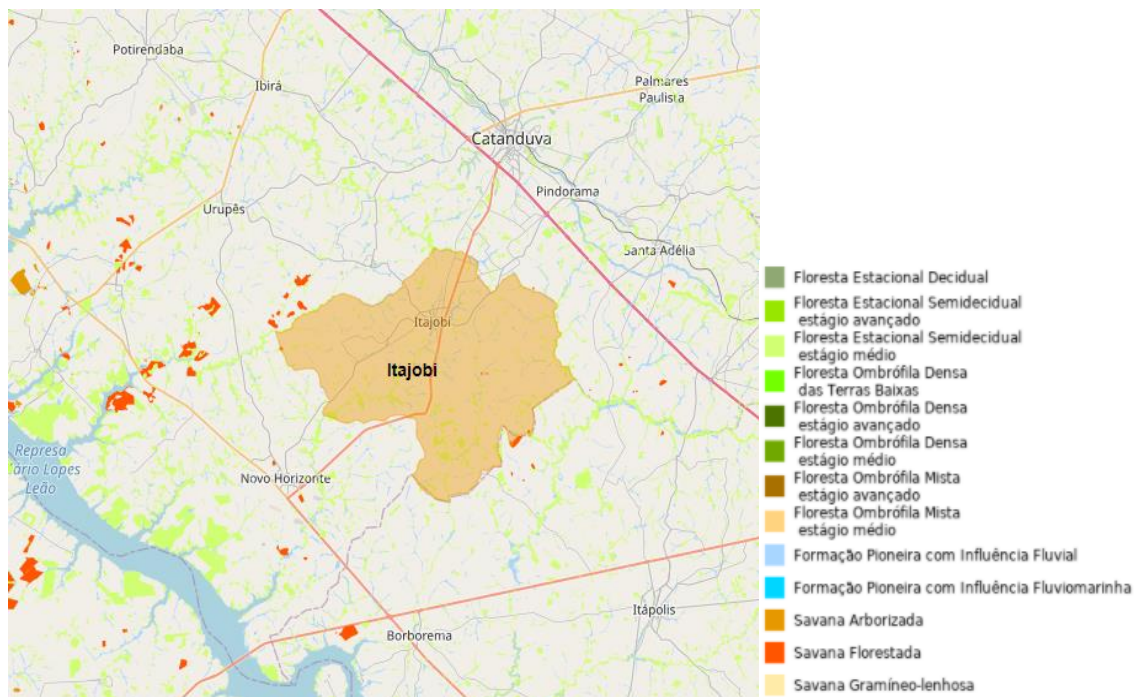 Potirendaba
Ibirá
Palmares
Paulista
Catanduva
Pindorama
Urupês
Santa Adélia
Itajobi
Itajobi
Represa
ário Lopes
Leão
Novo Horizonte
Itápolis
Borborema
Floresta Estacional Decidual
Floresta Estacional Semidecidual
estágio avançado
Floresta Estacional Semidecidual
estágio médio
Floresta Ombrófila Densa
das Terras Baixas
Floresta Ombrófila Densa
estágio avançado
Floresta Ombrófila Densa
estágio médio
Floresta Ombrófila Mista
estágio avançado
Floresta Ombrófila Mista
estágio médio
Formação Pioneira com Influência Fluvial
Formação Pioneira com Influência Fluviomarinha
Savana Arborizada
Savana Florestada
Savana Gramíneo-lenhosa